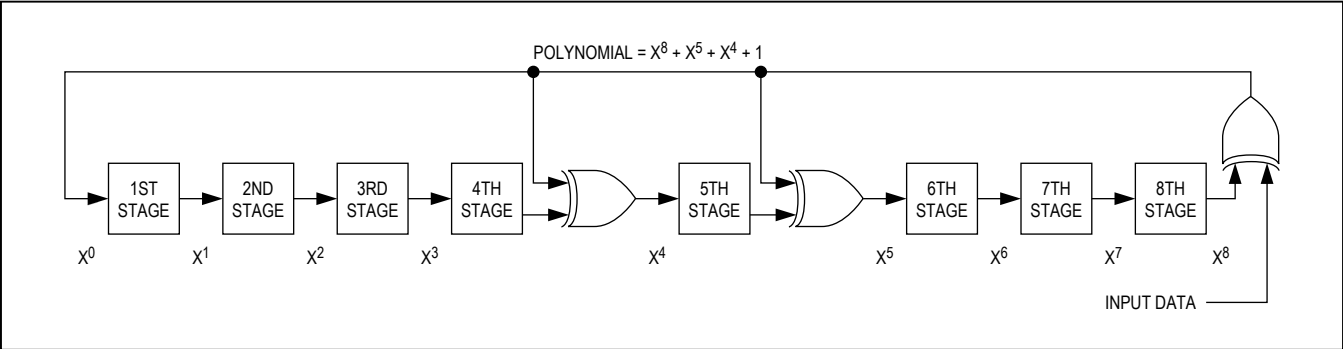 POLYNOMIAL = X⁸ + X⁵ + X⁴ + 1
1ST
STAGE
2ND
STAGE
3RD
STAGE
4TH
STAGE
5TH
STAGE
6TH
STAGE
7TH
STAGE
8TH
STAGE
X⁰
X¹
X²
X³
X⁴
X⁵
X⁶
X⁷
X⁸
INPUT DATA